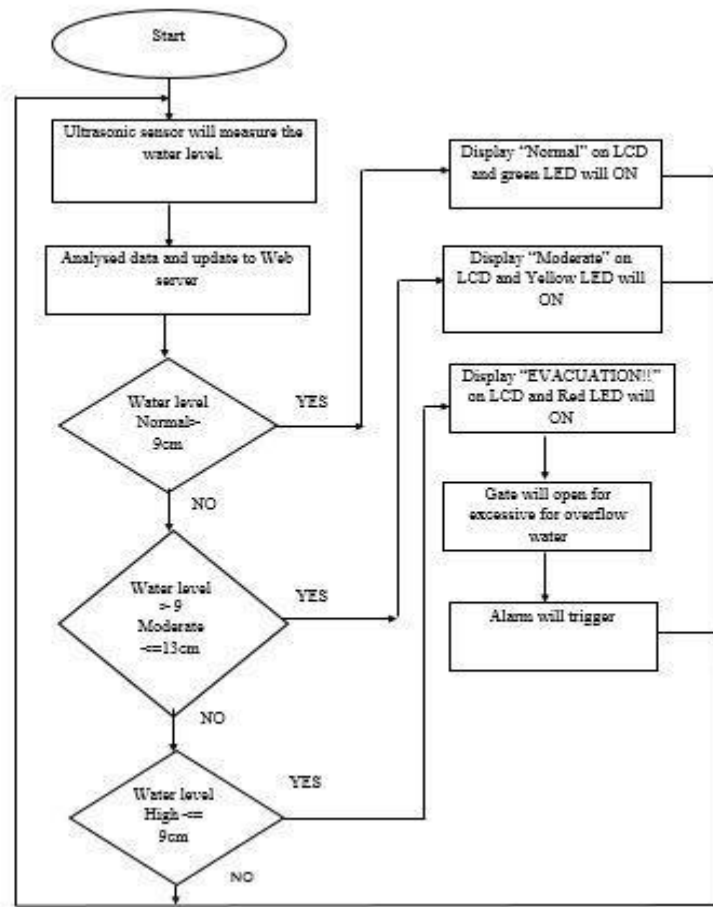 Start
Ultrasonic sensor will measure the
water level.
Analysed data and update to Web
server
Water level
Normal>-
9cm
YES
NO
Water level
>- 9
Moderate
-<=13cm
YES
NO
Water level
High -<=
9cm
YES
NO
Display “Normal” on LCD
and green LED will ON
Display “Moderate” on
LCD and Yellow LED will
ON
Display “EVACUATION!!”
on LCD and Red LED will
ON
Gate will open for
excessive for overflow
water
Alarm will trigger